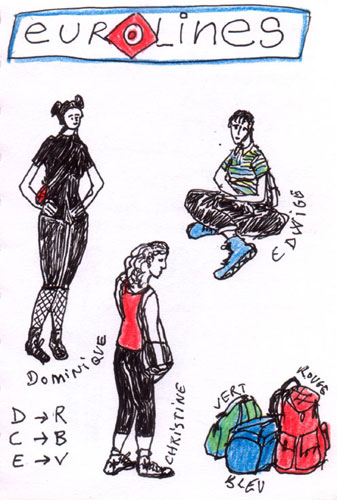 eurolines
EDWIGE
DOMINIQUE
CHRISTINE
D → R
C → B
E → V
VERT
ROUGE
BLEU